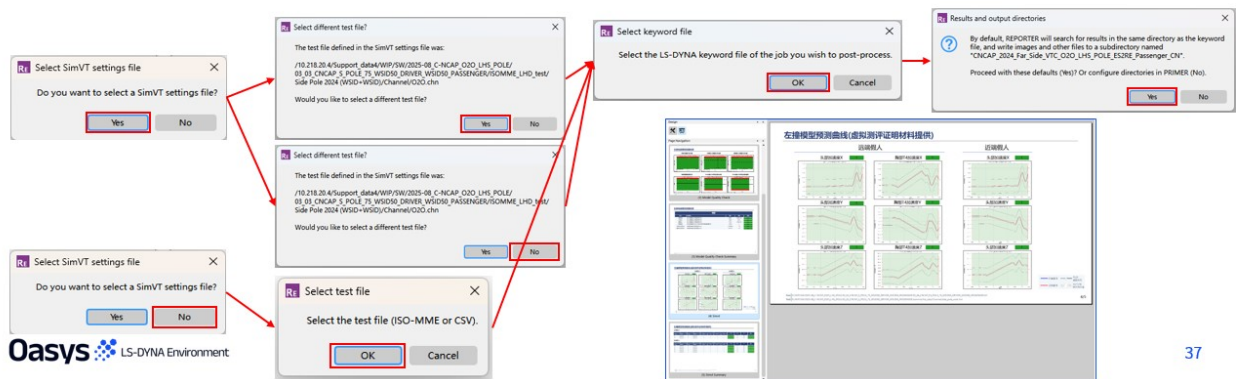 Select SimVT settings file
Do you want to select a SimVT settings file?
Yes
No
Select different test file?
The test file defined in the SimVT settings file was:
/10.218.20.4/Support_data4/WIP/SW/2025-08_C-NCAP_O2O_LHS_POLE/
03_03_CNCAP_S_POLE_75_WSID50_DRIVER_WSID50_PASSENGER/ISOMME_LHD_test/
Side Pole 2024 (WSID+WSID)/Channel/O2O.chn
Would you like to select a different test file?
Yes
No
Select different test file?
The test file defined in the SimVT settings file was:
/10.218.20.4/Support_data4/WIP/SW/2025-08_C-NCAP_O2O_LHS_POLE/
03_03_CNCAP_S_POLE_75_WSID50_DRIVER_WSID50_PASSENGER/ISOMME_LHD_test/
Side Pole 2024 (WSID+WSID)/Channel/O2O.chn
Would you like to select a different test file?
Yes
No
Select SimVT settings file
Do you want to select a SimVT settings file?
Yes
No
Select test file
Select the test file (ISO-MME or CSV).
OK
Cancel
Select keyword file
Select the LS-DYNA keyword file of the job you wish to post-process.
OK
Cancel
Results and output directories
By default, REPORTER will search for results in the same directory as the keyword
file, and write images and other files to a subdirectory named
"CNCAP_2024_Far_Side_VTC_O2O_LHS_POLE_ES2RE_Passenger_CN".
Proceed with these defaults (Yes)? Or configure directories in PRIMER (No).
Yes
No
左撞模型预测曲线(虚拟测评证明材料提供)
远端假人
近端假人
Oasys LS-DYNA Environment
37